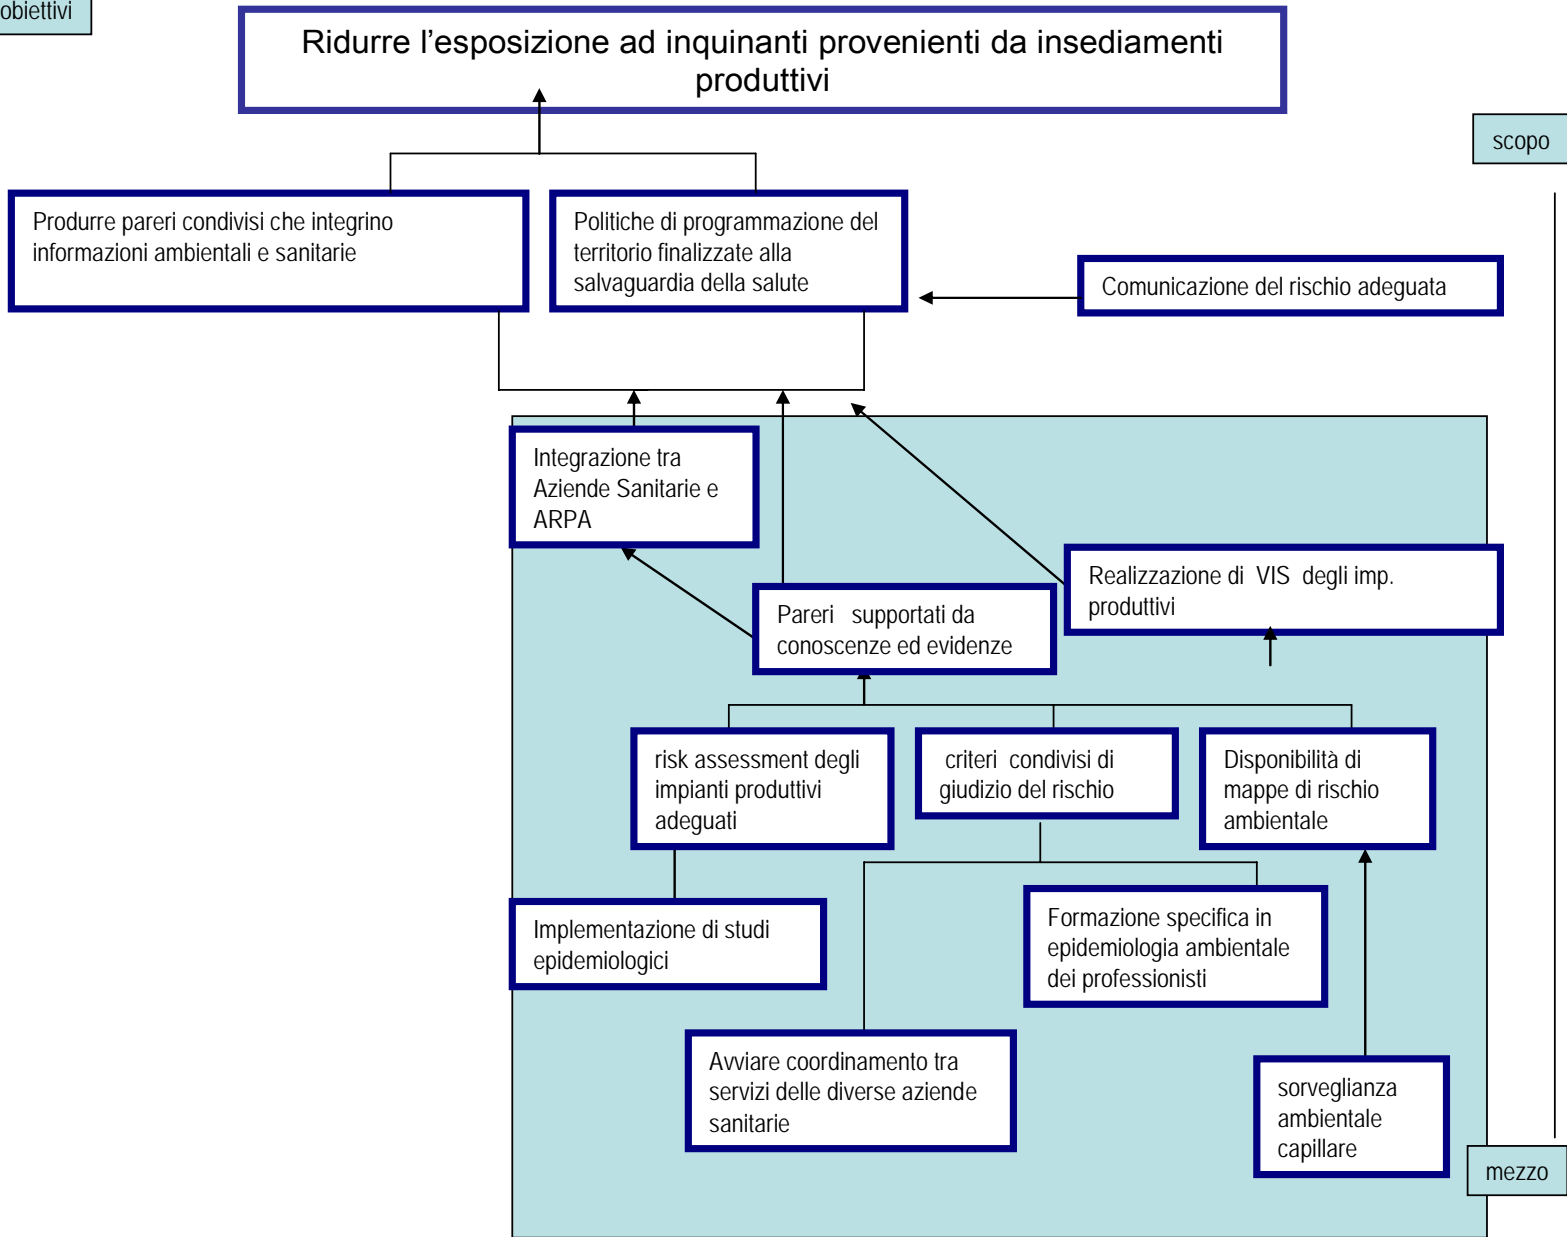 obiettivi
Ridurre l’esposizione ad inquinanti provenienti da insediamenti
produttivi
scopo
Produrre pareri condivisi che integrino
informazioni ambientali e sanitarie
Politiche di programmazione del
territorio finalizzate alla
salvaguardia della salute
Comunicazione del rischio adeguata
Integrazione tra
Aziende Sanitarie e
ARPA
Realizzazione di VIS degli imp.
produttivi
Pareri supportati da
conoscenze ed evidenze
risk assessment degli
impianti produttivi
adeguati
criteri condivisi di
giudizio del rischio
Disponibilità di
mappe di rischio
ambientale
Implementazione di studi
epidemiologici
Formazione specifica in
epidemiologia ambientale
dei professionisti
Avviare coordinamento tra
servizi delle diverse aziende
sanitarie
sorveglianza
ambientale
capillare
mezzo